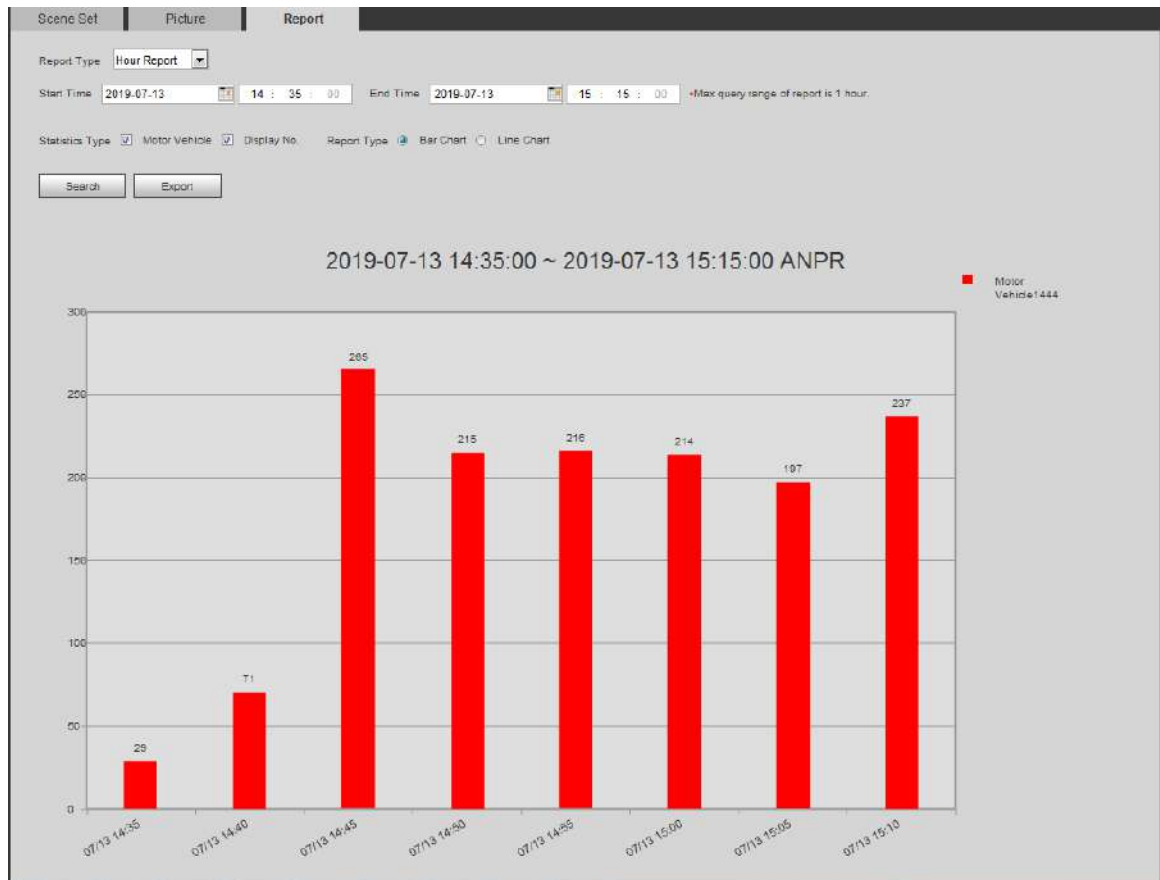 Scene Set Picture Report
Report Type Hour Report
Start Time 2019-07-13 14 : 35 : 00 End Time 2019-07-13 15 : 15 : 00 *Max query range of report is 1 hour.
Statistics Type Motor Vehicle Display No. Report Type Bar Chart Line Chart
Search Export
2019-07-13 14:35:00 ~ 2019-07-13 15:15:00 ANPR
Motor
Vehicle1444
300
265
250
237
215
216
214
200
197
150
100
71
50
29
0
07/13 14:35
07/13 14:40
07/13 14:45
07/13 14:50
07/13 14:55
07/13 15:00
07/13 15:05
07/13 15:10